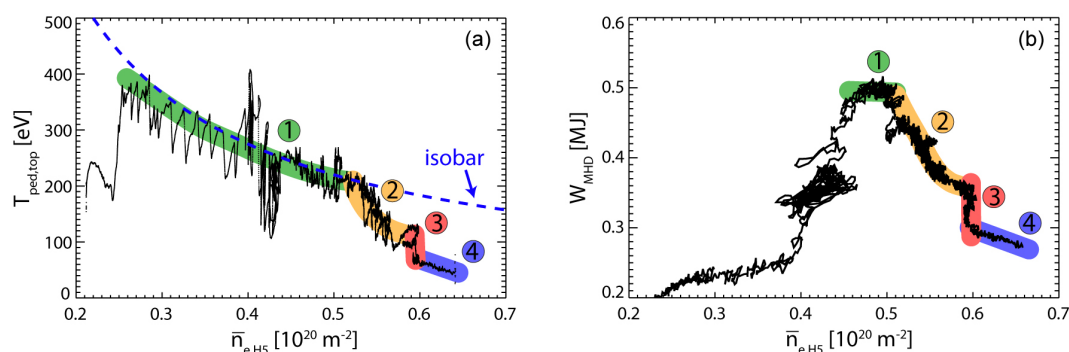 (a)
500
400
300
200
100
0
T_ped,top [eV]
1
isobar
2
3
4
0.2 0.3 0.4 0.5 0.6 0.7
n̅_e,H5 [10^20 m^-2]
(b)
0.6
0.5
0.4
0.3
0.2
W_MHD [MJ]
1
2
3
4
0.2 0.3 0.4 0.5 0.6 0.7
n̅_e,H5 [10^20 m^-2]